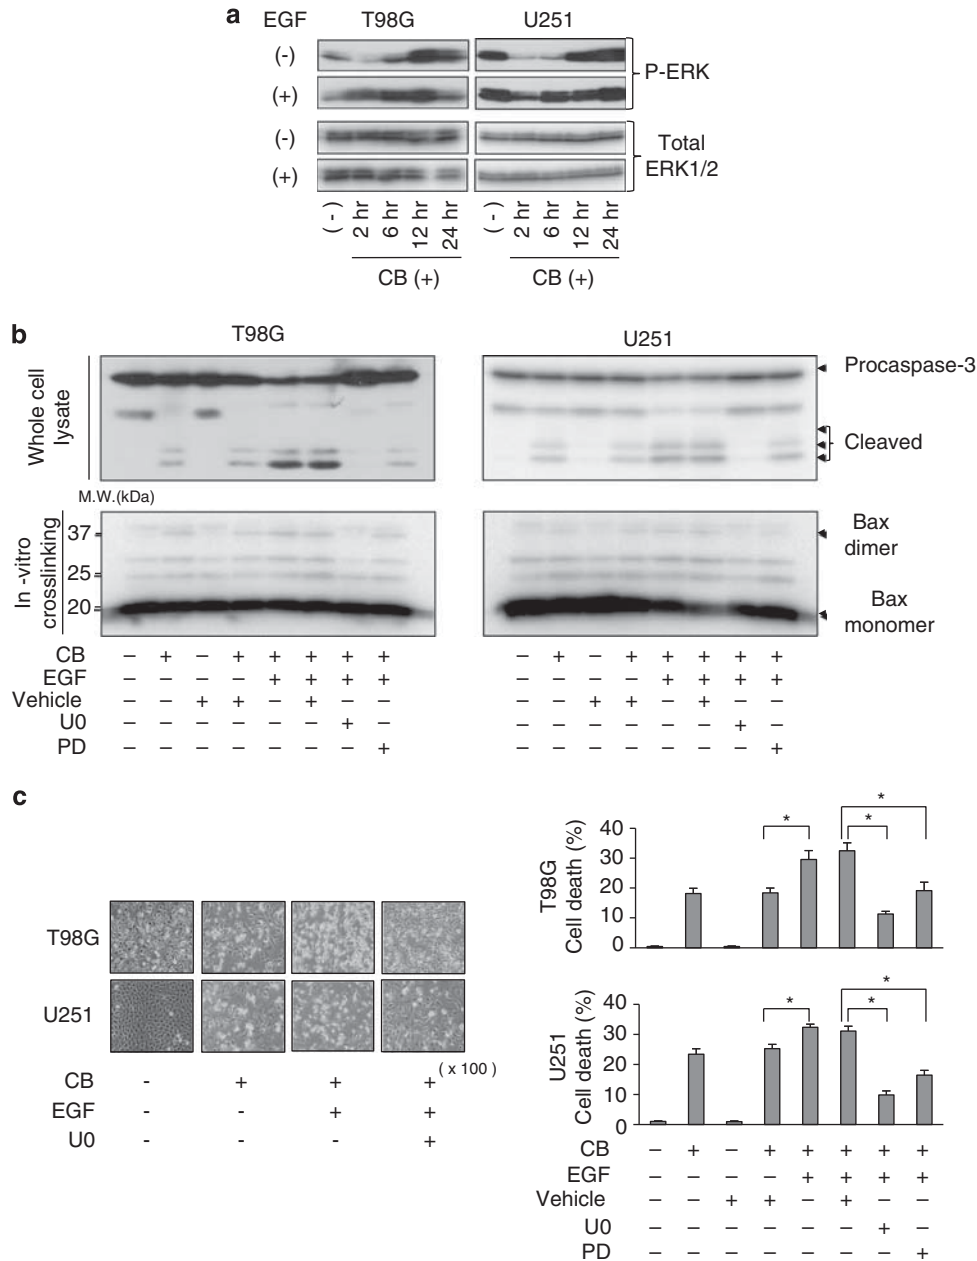 a EGF T98G U251
(-)
P-ERK
(+)
(-)
Total
ERK1/2
(+)
(-) 2 hr 6 hr 12 hr 24 hr (-) 2 hr 6 hr 12 hr 24 hr
CB (+) CB (+)
b T98G U251
Whole cell
lysate
Procaspase-3
Cleaved
M.W.(kDa)
In -vitro
crosslinking
37
25
20
Bax
dimer
Bax
monomer
CB – + – + + + + + – + – + + + + +
EGF – – – – + + + + – – – – + + + +
Vehicle – – + + – + – – – – + + – + – –
U0 – – – – – – + – – – – – – – + –
PD – – – – – – – + – – – – – – – +
c
T98G
U251
( x 100 )
CB - + + +
EGF - - + +
U0 - - - +
T98G
Cell death (%)
40
30
20
10
0
* * *
U251
Cell death (%)
40
30
20
10
0
* * *
CB – + – + + + + +
EGF – – – – + + + +
Vehicle – – + + – + – –
U0 – – – – – – + –
PD – – – – – – – +